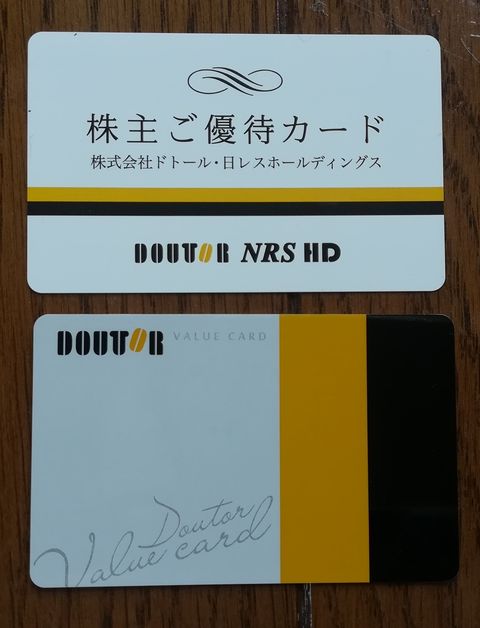 株主ご優待カード
株式会社ドトール・日レスホールディングス
DOUTOR NRS HD
DOUTOR VALUE CARD
Doutor
Value card